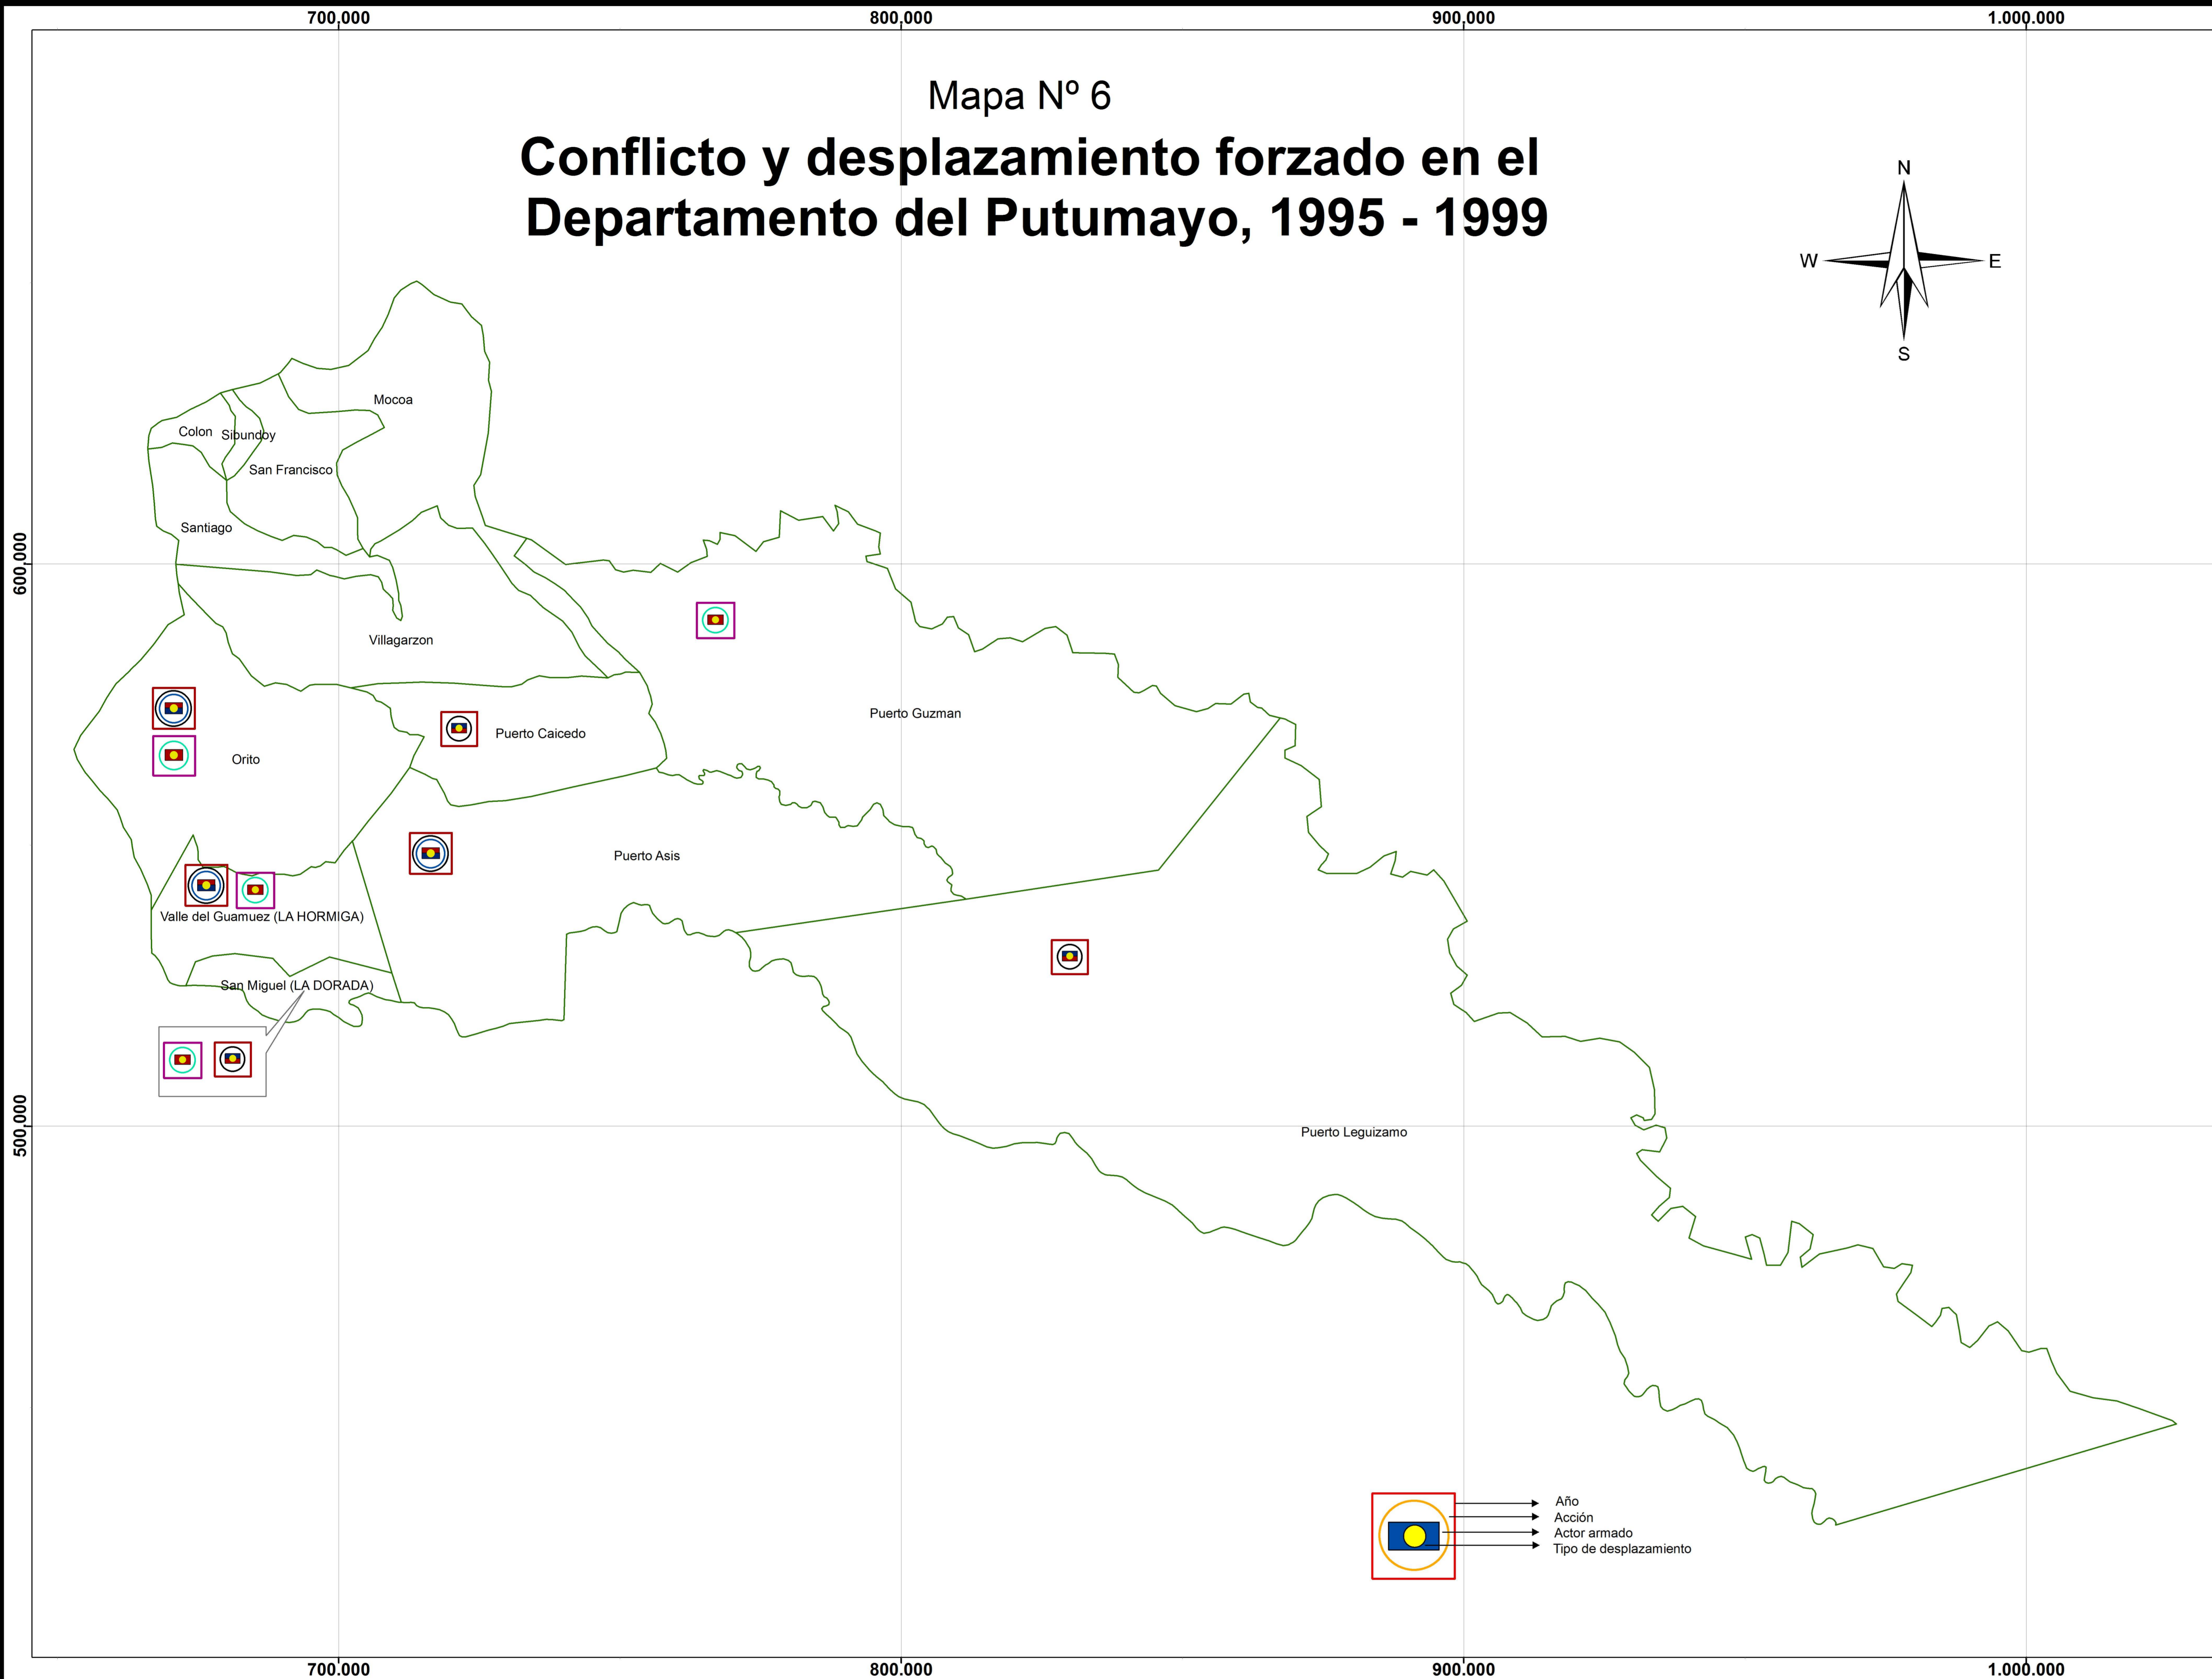 700.000
800.000
900.000
1.000.000
Mapa Nº 6
Conflicto y desplazamiento forzado en el
Departamento del Putumayo, 1995 - 1999
N
W
E
S
Mocoa
Colon
Sibundoy
San Francisco
Santiago
600.000
Villagarzon
Puerto Guzman
Puerto Caicedo
Orito
Puerto Asis
Valle del Guamuez (LA HORMIGA)
San Miguel (LA DORADA)
500.000
Puerto Leguizamo
Año
Acción
Actor armado
Tipo de desplazamiento
700.000
800.000
900.000
1.000.000